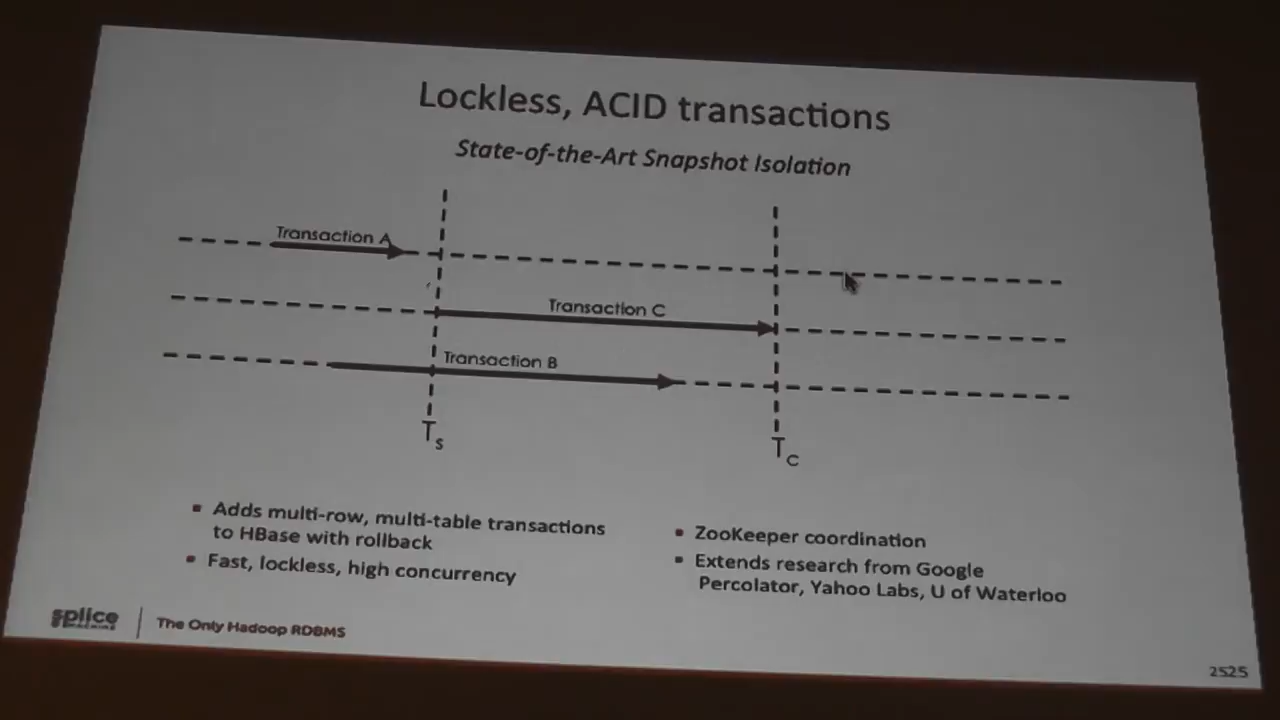 Lockless, ACID transactions
State-of-the-Art Snapshot Isolation
Transaction A
Transaction C
Transaction B
Ts
Tc
Adds multi-row, multi-table transactions
to HBase with rollback
Fast, lockless, high concurrency
ZooKeeper coordination
Extends research from Google
Percolator, Yahoo Labs, U of Waterloo
splice
MACHINE
The Only Hadoop RDBMS
2525